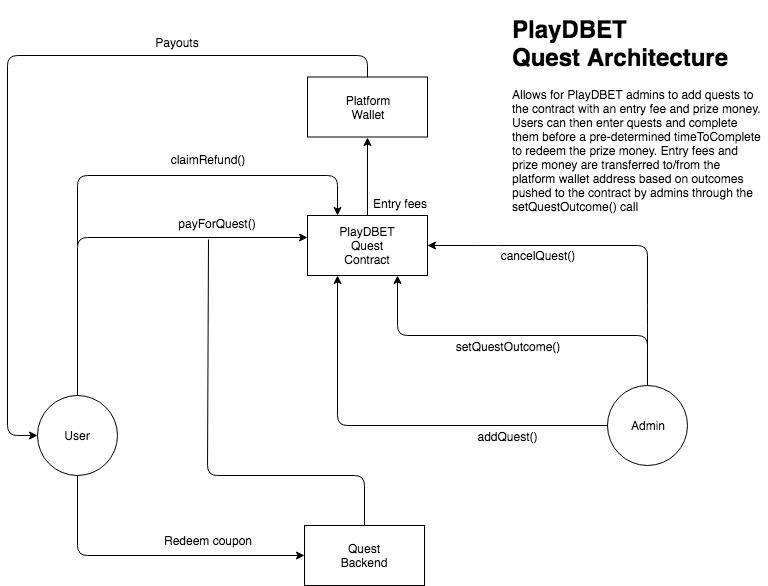 PlayDBET
Quest Architecture
Allows for PlayDBET admins to add quests to
the contract with an entry fee and prize money.
Users can then enter quests and complete
them before a pre-determined timeToComplete
to redeem the prize money. Entry fees and
prize money are transferred to/from the
platform wallet address based on outcomes
pushed to the contract by admins through the
setQuestOutcome() call
Payouts
Platform
Wallet
claimRefund()
Entry fees
payForQuest()
PlayDBET
Quest
Contract
cancelQuest()
setQuestOutcome()
User
Admin
addQuest()
Redeem coupon
Quest
Backend